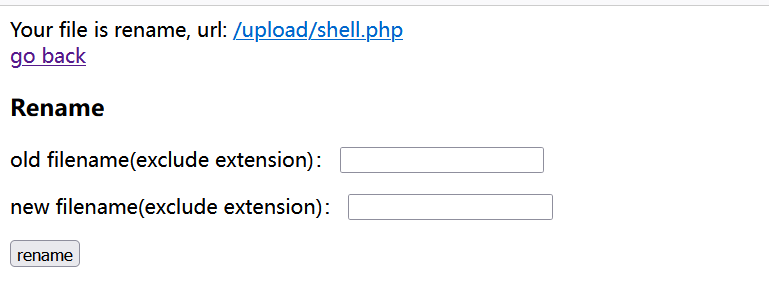 Your file is rename, url: /upload/shell.php
go back
Rename
old filename(exclude extension)：
new filename(exclude extension)：
rename